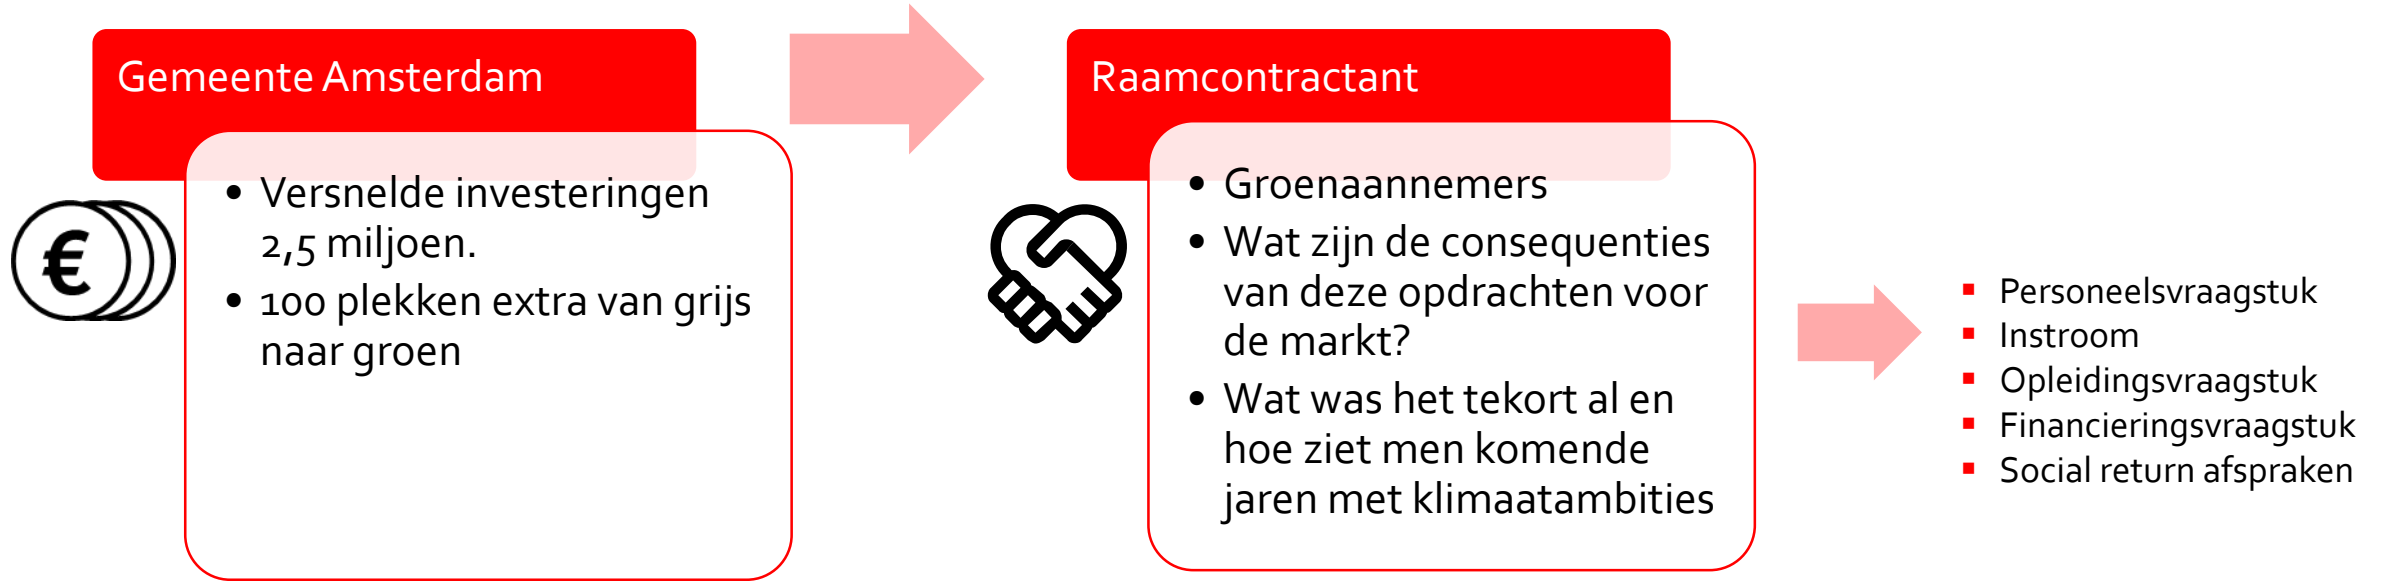 Gemeente Amsterdam
• Versnelde investeringen
2,5 miljoen.
• 100 plekken extra van grijs
naar groen
€
Raamcontractant
• Groenaannemers
• Wat zijn de consequenties
van deze opdrachten voor
de markt?
• Wat was het tekort al en
hoe ziet men komende
jaren met klimaatambities
▪ Personeelsvraagstuk
▪ Instroom
▪ Opleidingsvraagstuk
▪ Financieringsvraagstuk
▪ Social return afspraken